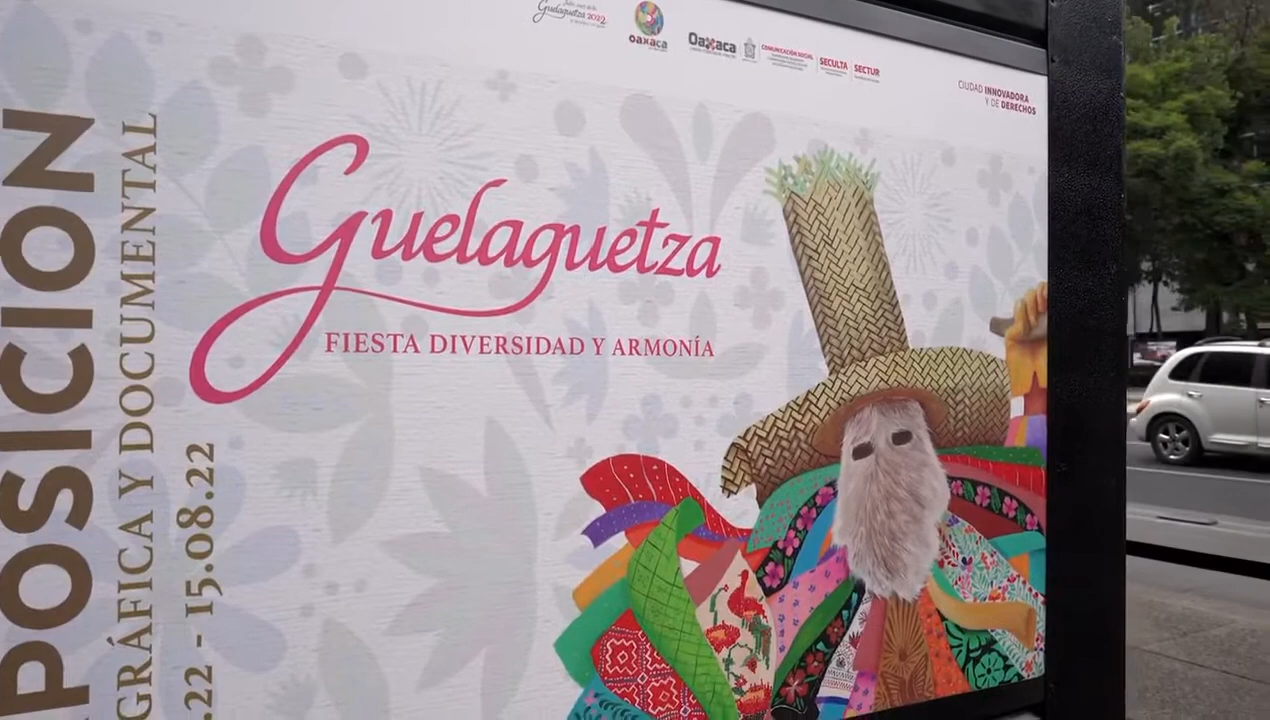 POSICIÓN
GRÁFICA Y DOCUMENTAL
.22 - 15.08.22
Guelaguetza 2022
oaxaca
Oaxaca
COMUNICACIÓN SOCIAL
SECULTA
SECTUR
CIUDAD INNOVADORA
Y DE DERECHOS
Guelaguetza
FIESTA DIVERSIDAD Y ARMONÍA